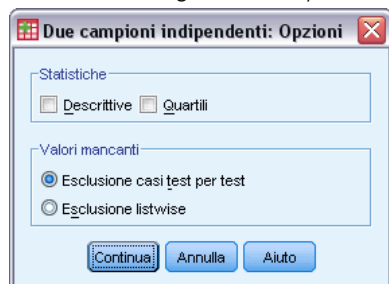 Due campioni indipendenti: Opzioni
Statistiche
Descrittive Quartili
Valori mancanti
Esclusione casi test per test
Esclusione listwise
Continua Annulla Aiuto